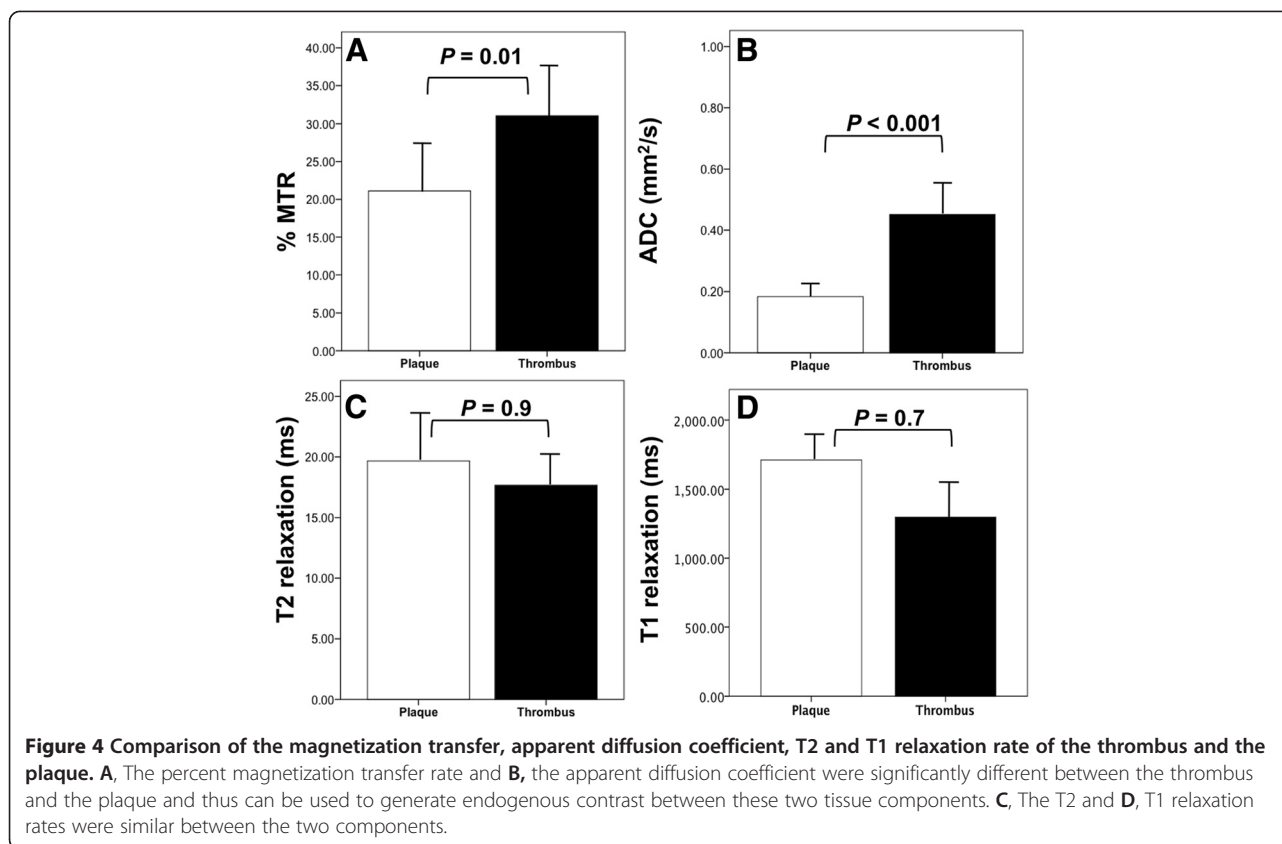 A
P = 0.01
% MTR
40.00
35.00
30.00
25.00
20.00
15.00
10.00
5.00
0.00
Plaque Thrombus
B
P < 0.001
ADC (mm²/s)
1.00
0.80
0.60
0.40
0.20
0.00
Plaque Thrombus
C
P = 0.9
T2 relaxation (ms)
25.00
20.00
15.00
10.00
5.00
0.00
Plaque Thrombus
D
P = 0.7
T1 relaxation (ms)
2,000.00
1,500.00
1,000.00
500.00
0.00
Plaque Thrombus
Figure 4 Comparison of the magnetization transfer, apparent diffusion coefficient, T2 and T1 relaxation rate of the thrombus and the
plaque. A, The percent magnetization transfer rate and B, the apparent diffusion coefficient were significantly different between the thrombus
and the plaque and thus can be used to generate endogenous contrast between these two tissue components. C, The T2 and D, T1 relaxation
rates were similar between the two components.